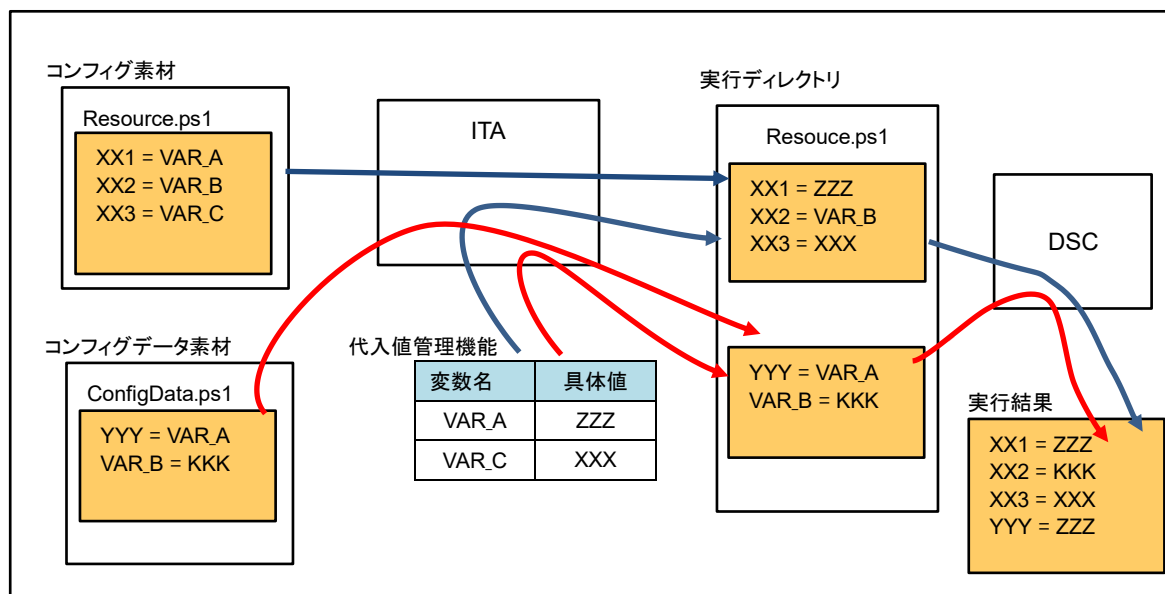 コンフィグ素材
Resource.ps1
XX1 = VAR_A
XX2 = VAR_B
XX3 = VAR_C
ITA
実行ディレクトリ
Resouce.ps1
XX1 = ZZZ
XX2 = VAR_B
XX3 = XXX
DSC
コンフィグデータ素材
ConfigData.ps1
YYY = VAR_A
VAR_B = KKK
代入値管理機能
変数名 具体値
VAR_A ZZZ
VAR_C XXX
YYY = VAR_A
VAR_B = KKK
実行結果
XX1 = ZZZ
XX2 = KKK
XX3 = XXX
YYY = ZZZ